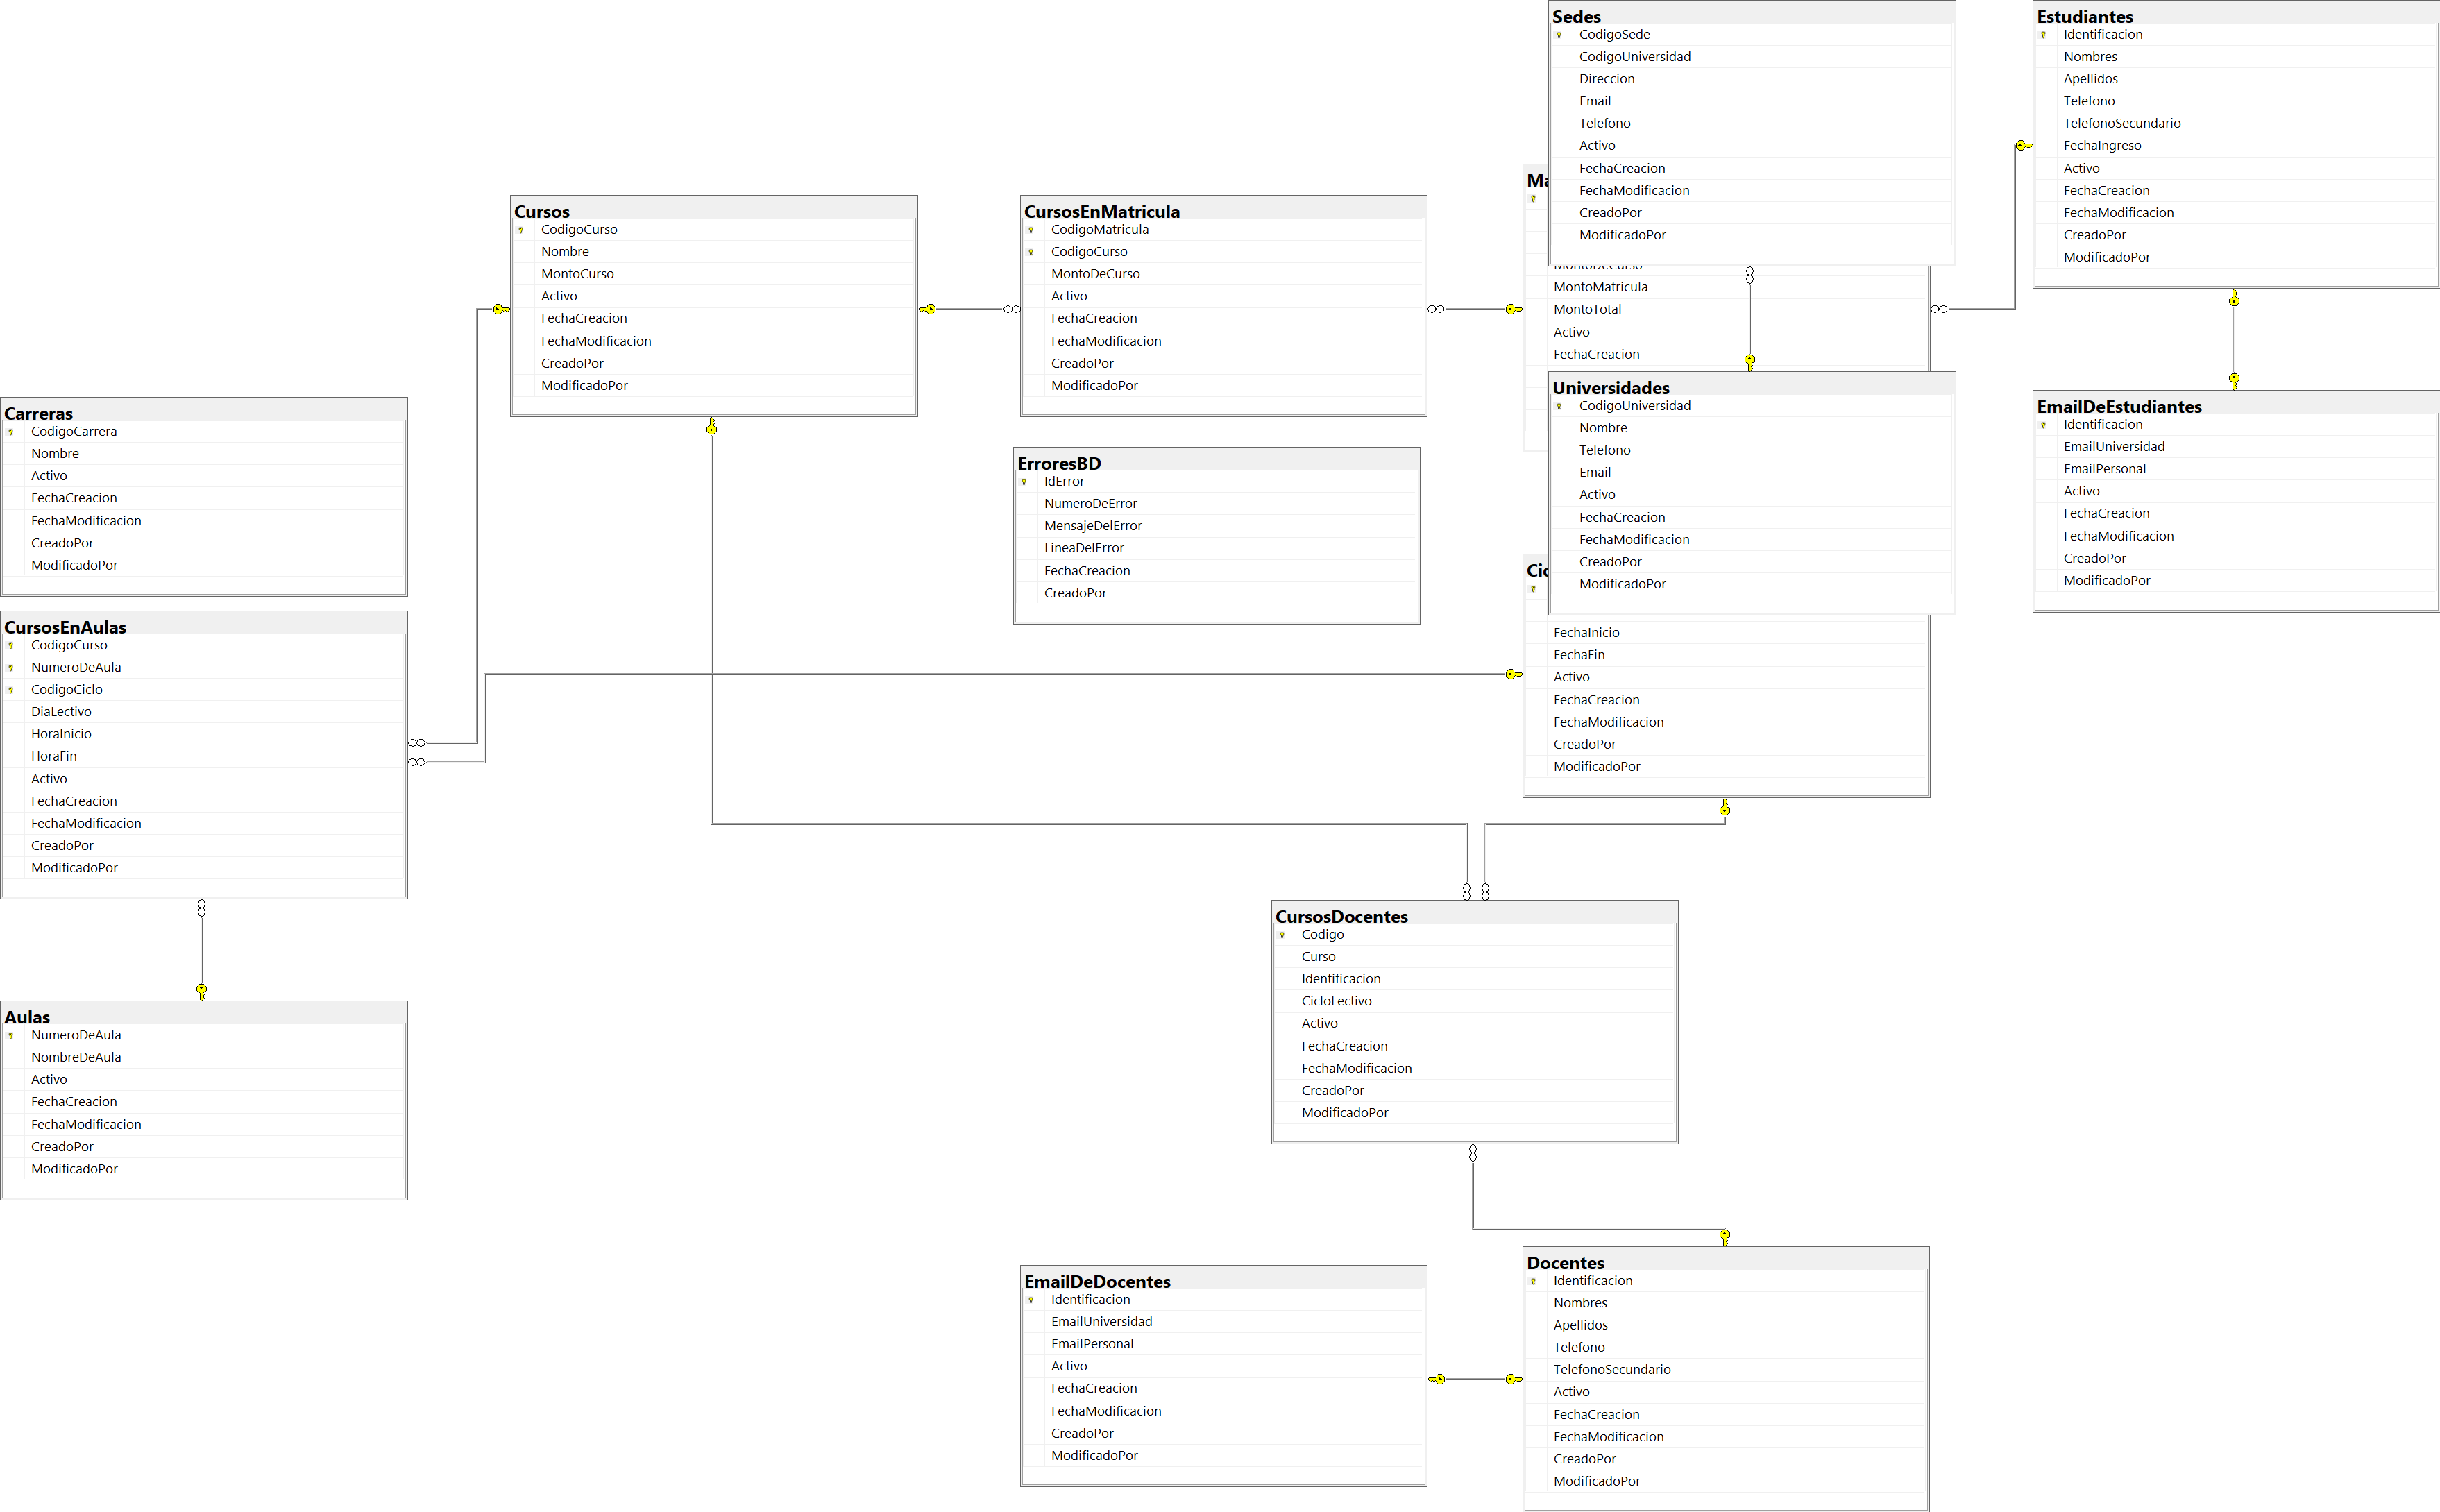 Sedes
CodigoSede
CodigoUniversidad
Direccion
Email
Telefono
Activo
FechaCreacion
FechaModificacion
CreadoPor
ModificadoPor
Estudiantes
Identificacion
Nombres
Apellidos
Telefono
TelefonoSecundario
FechaIngreso
Activo
FechaCreacion
FechaModificacion
CreadoPor
ModificadoPor
Cursos
CodigoCurso
Nombre
MontoCurso
Activo
FechaCreacion
FechaModificacion
CreadoPor
ModificadoPor
CursosEnMatricula
CodigoMatricula
CodigoCurso
MontoDeCurso
Activo
FechaCreacion
FechaModificacion
CreadoPor
ModificadoPor
MontoDeCurso
MontoMatricula
MontoTotal
Activo
FechaCreacion
Universidades
CodigoUniversidad
Nombre
Telefono
Email
Activo
FechaCreacion
FechaModificacion
CreadoPor
ModificadoPor
EmailDeEstudiantes
Identificacion
EmailUniversidad
EmailPersonal
Activo
FechaCreacion
FechaModificacion
CreadoPor
ModificadoPor
Carreras
CodigoCarrera
Nombre
Activo
FechaCreacion
FechaModificacion
CreadoPor
ModificadoPor
ErroresBD
IdError
NumeroDeError
MensajeDelError
LineaDelError
FechaCreacion
CreadoPor
FechaInicio
FechaFin
Activo
FechaCreacion
FechaModificacion
CreadoPor
ModificadoPor
CursosEnAulas
CodigoCurso
NumeroDeAula
CodigoCiclo
DiaLectivo
HoraInicio
HoraFin
Activo
FechaCreacion
FechaModificacion
CreadoPor
ModificadoPor
CursosDocentes
Codigo
Curso
Identificacion
CicloLectivo
Activo
FechaCreacion
FechaModificacion
CreadoPor
ModificadoPor
Aulas
NumeroDeAula
NombreDeAula
Activo
FechaCreacion
FechaModificacion
CreadoPor
ModificadoPor
EmailDeDocentes
Identificacion
EmailUniversidad
EmailPersonal
Activo
FechaCreacion
FechaModificacion
CreadoPor
ModificadoPor
Docentes
Identificacion
Nombres
Apellidos
Telefono
TelefonoSecundario
Activo
FechaCreacion
FechaModificacion
CreadoPor
ModificadoPor